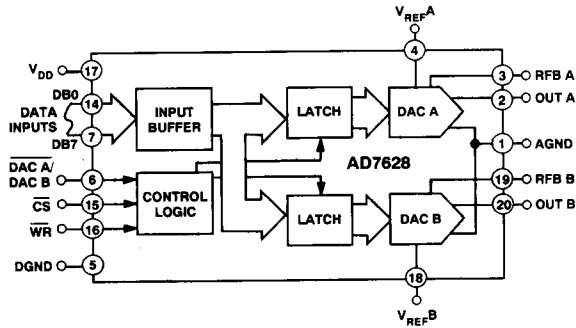 V_REF A
4
V_DD
17
3
RFB A
DB0
14
DATA INPUTS
7
DB7
INPUT BUFFER
LATCH
DAC A
2
OUT A
1
AGND
AD7628
DAC A/
DAC B
6
CS
15
WR
16
CONTROL LOGIC
LATCH
DAC B
19
RFB B
20
OUT B
DGND
5
18
V_REF B